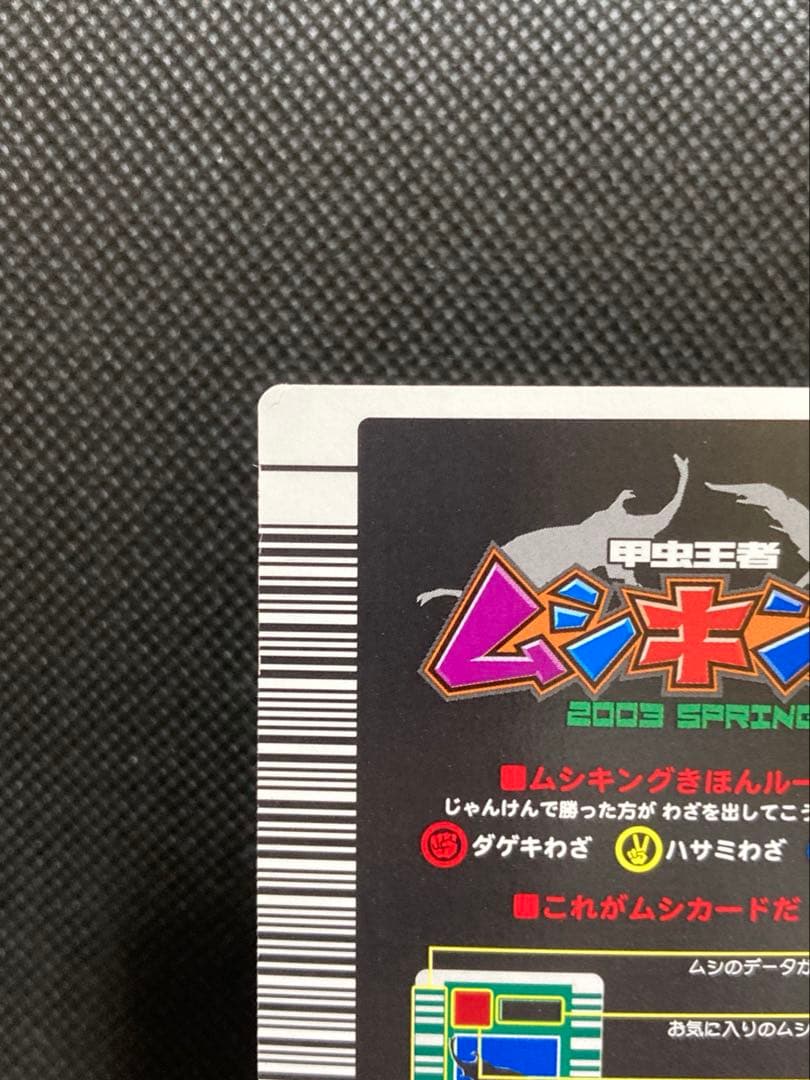 甲虫王者
ムシキン
2003 SPRING
ムシキングきほんルー
じゃんけんで勝った方が わざを出してこう
ダゲキわざ ハサミわざ
これがムシカードだ
ムシのデータが
お気に入りのムシ